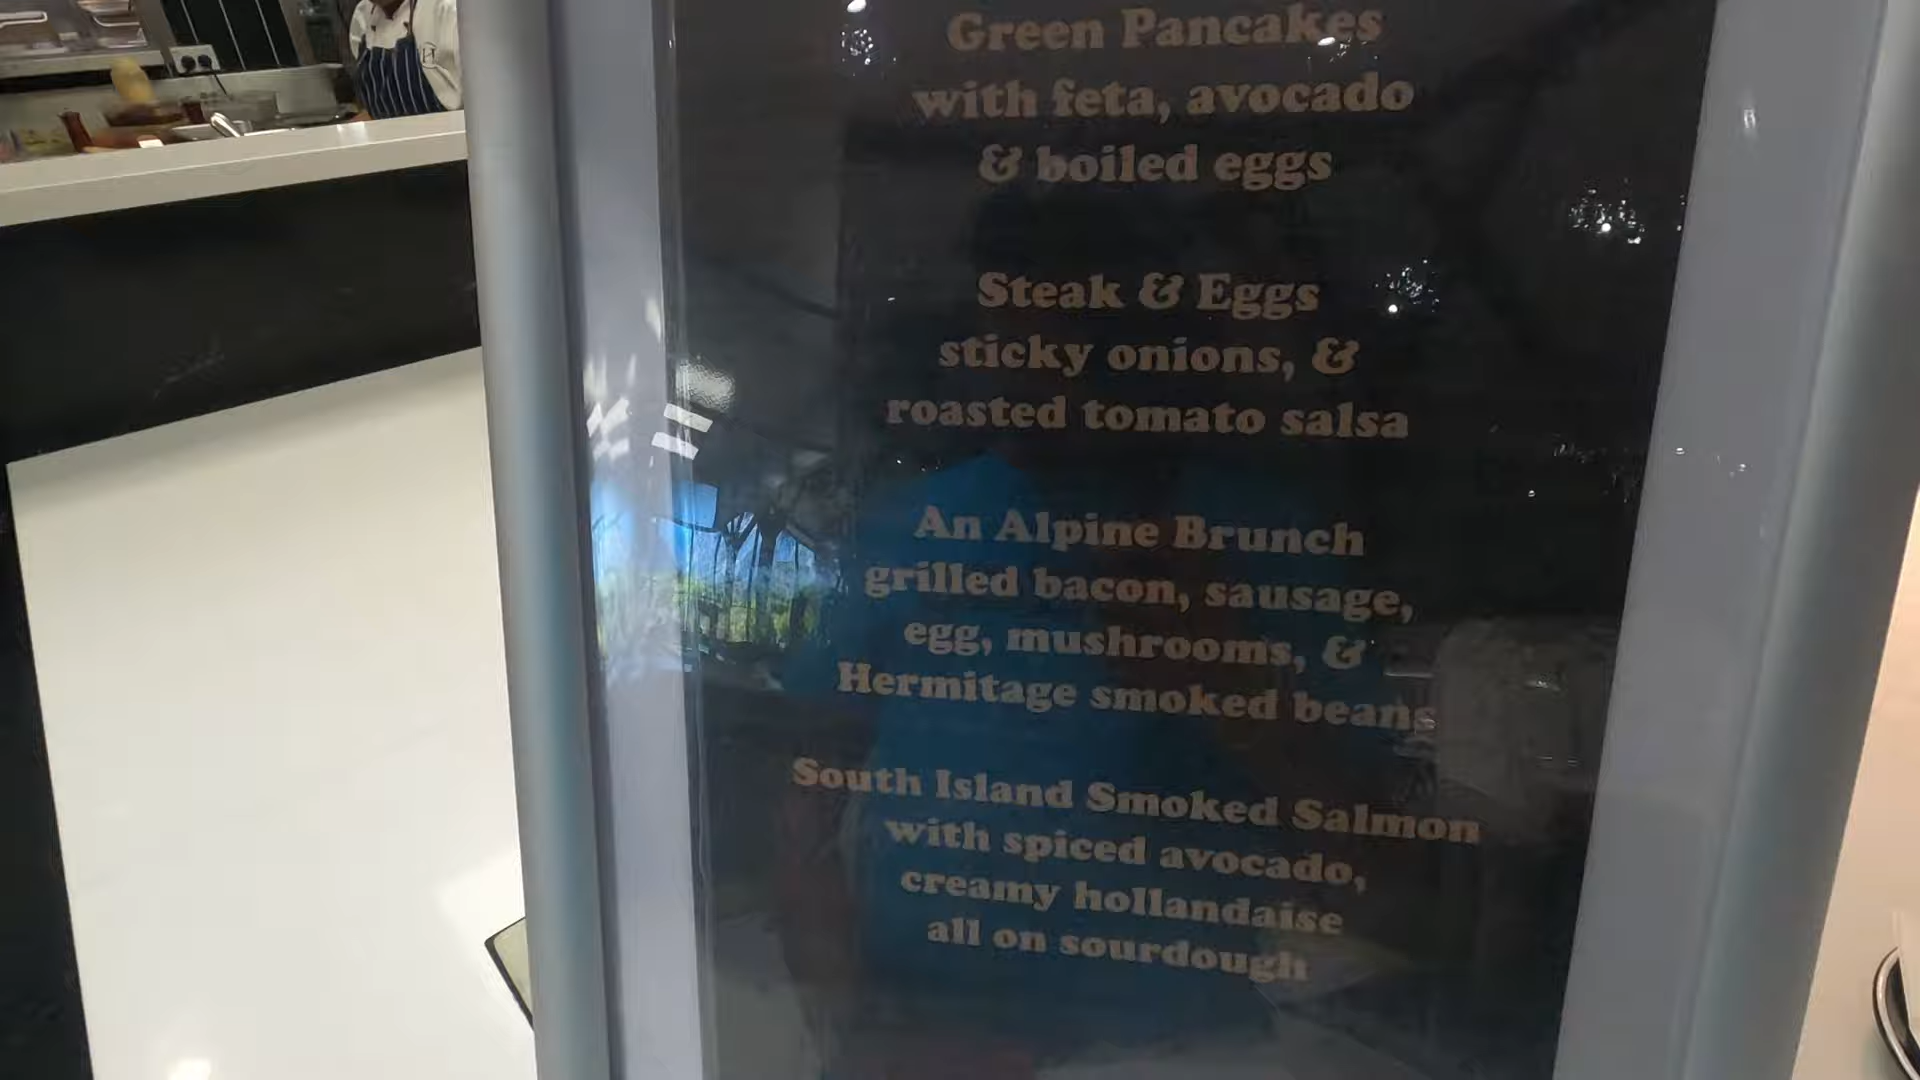 Green Pancakes
with feta, avocado
& boiled eggs
Steak & Eggs
sticky onions, &
roasted tomato salsa
An Alpine Brunch
grilled bacon, sausage,
egg, mushrooms, &
Hermitage smoked beans
South Island Smoked Salmon
with spiced avocado,
creamy hollandaise
all on sourdough